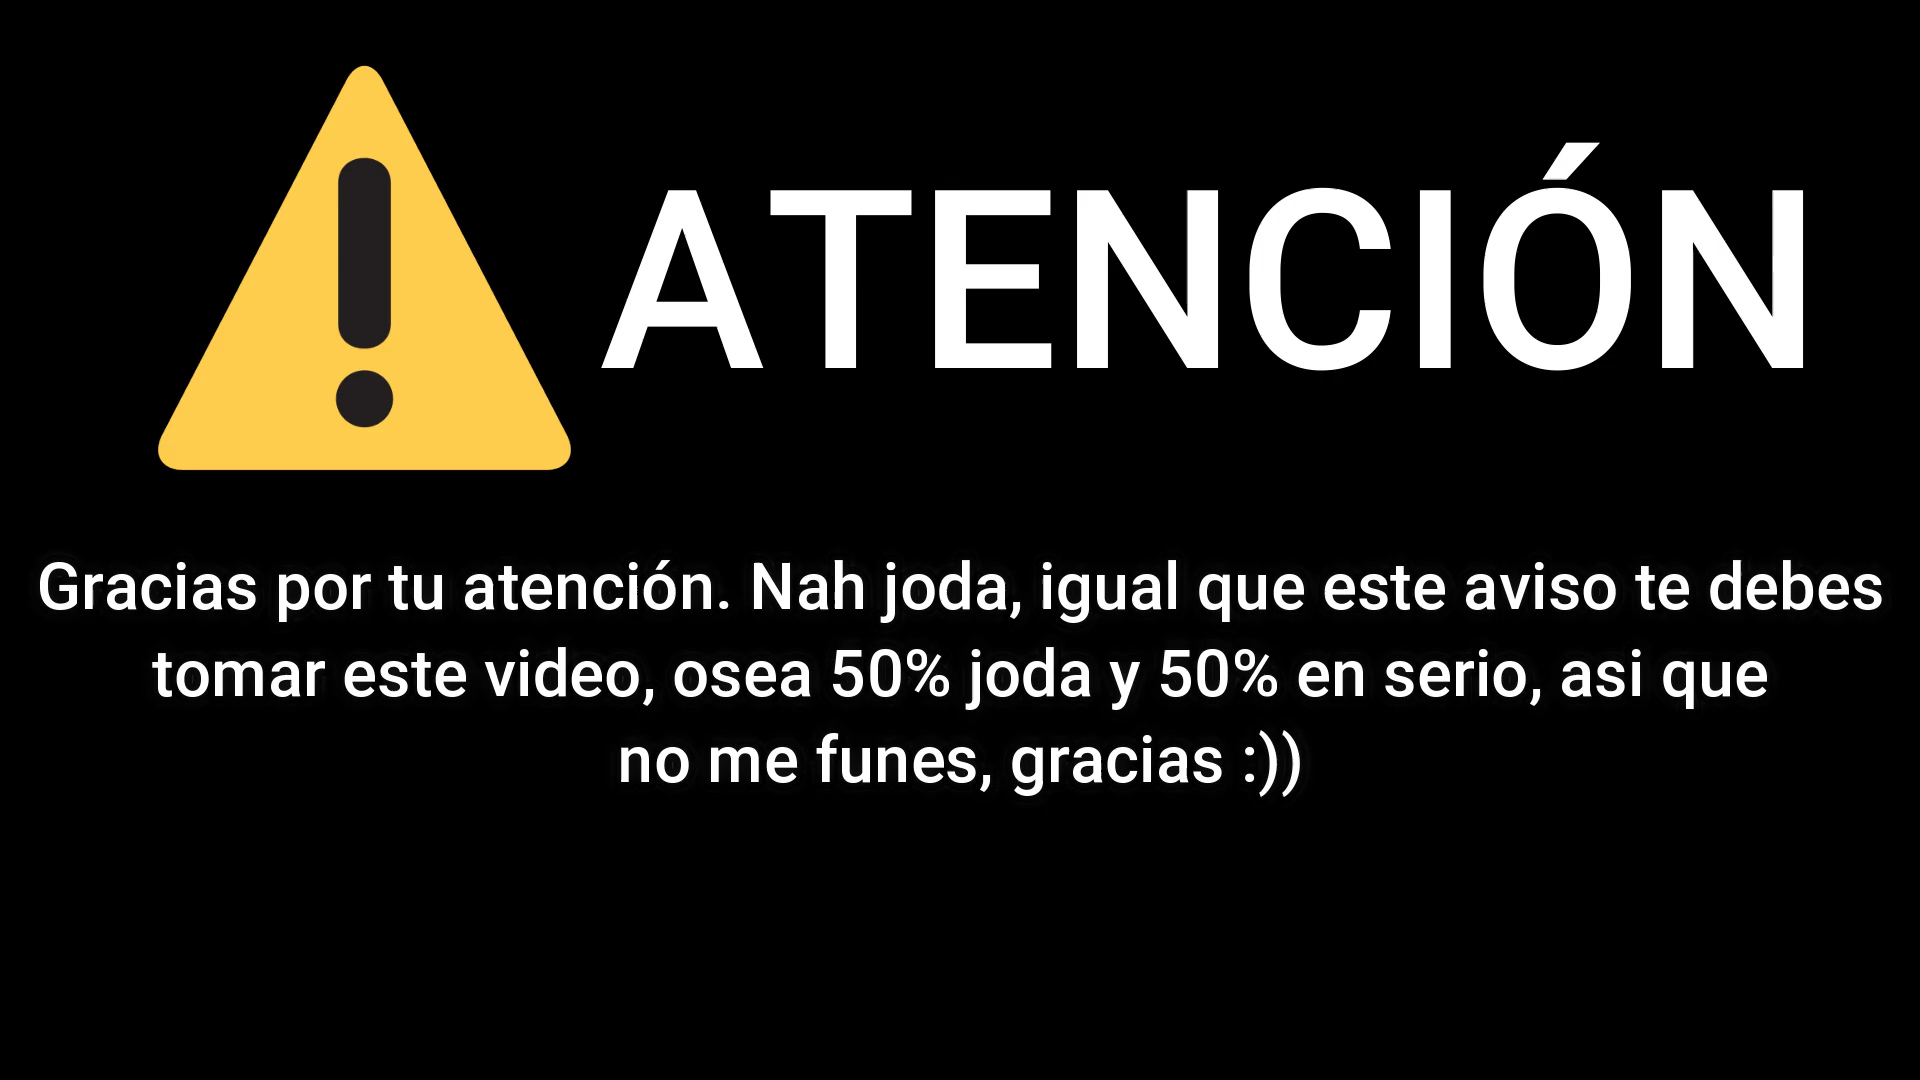 ATENCIÓN
Gracias por tu atención. Nah joda, igual que este aviso te debes
tomar este video, osea 50% joda y 50% en serio, asi que
no me funes, gracias :))